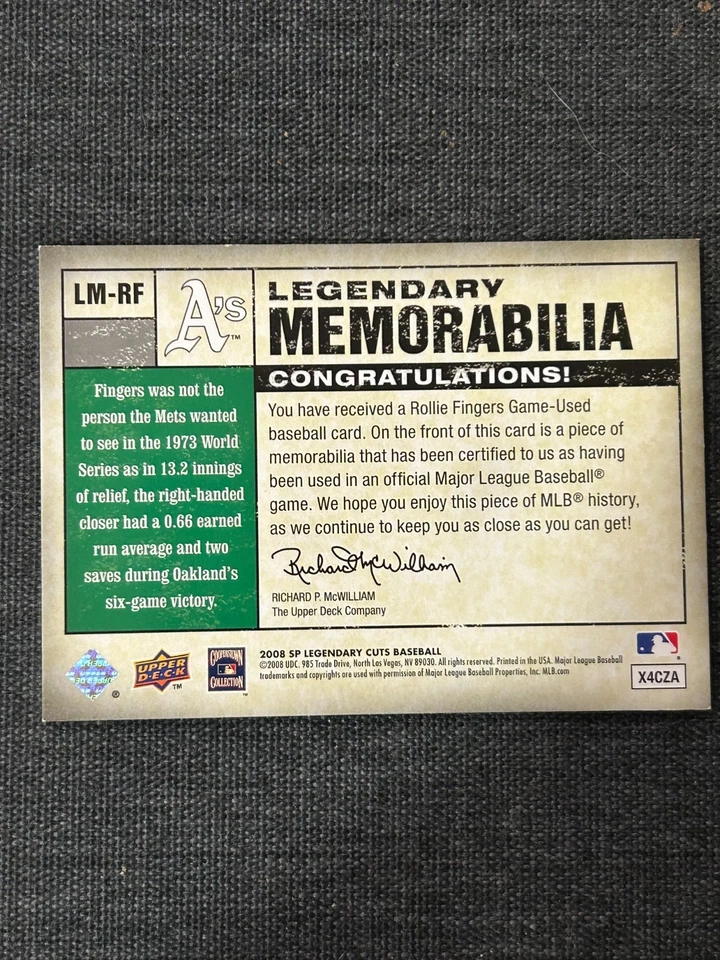 LM-RF
A's™
LEGENDARY
MEMORABILIA
CONGRATULATIONS!
Fingers was not the
person the Mets wanted
to see in the 1973 World
Series as in 13.2 innings
of relief, the right-handed
closer had a 0.66 earned
run average and two
saves during Oakland's
six-game victory.
You have received a Rollie Fingers Game-Used
baseball card. On the front of this card is a piece of
memorabilia that has been certified to us as having
been used in an official Major League Baseball®
game. We hope you enjoy this piece of MLB® history,
as we continue to keep you as close as you can get!
Richard P. McWilliam
RICHARD P. McWILLIAM
The Upper Deck Company
®
UPPER
DECK
™
COOPERSTOWN
COLLECTION
™
2008 SP LEGENDARY CUTS BASEBALL
©2008 UDC. 985 Trade Drive, North Las Vegas, NV 89030. All rights reserved. Printed in the USA. Major League Baseball
trademarks and copyrights are used with permission of Major League Baseball Properties, Inc. MLB.com
®
X4CZA